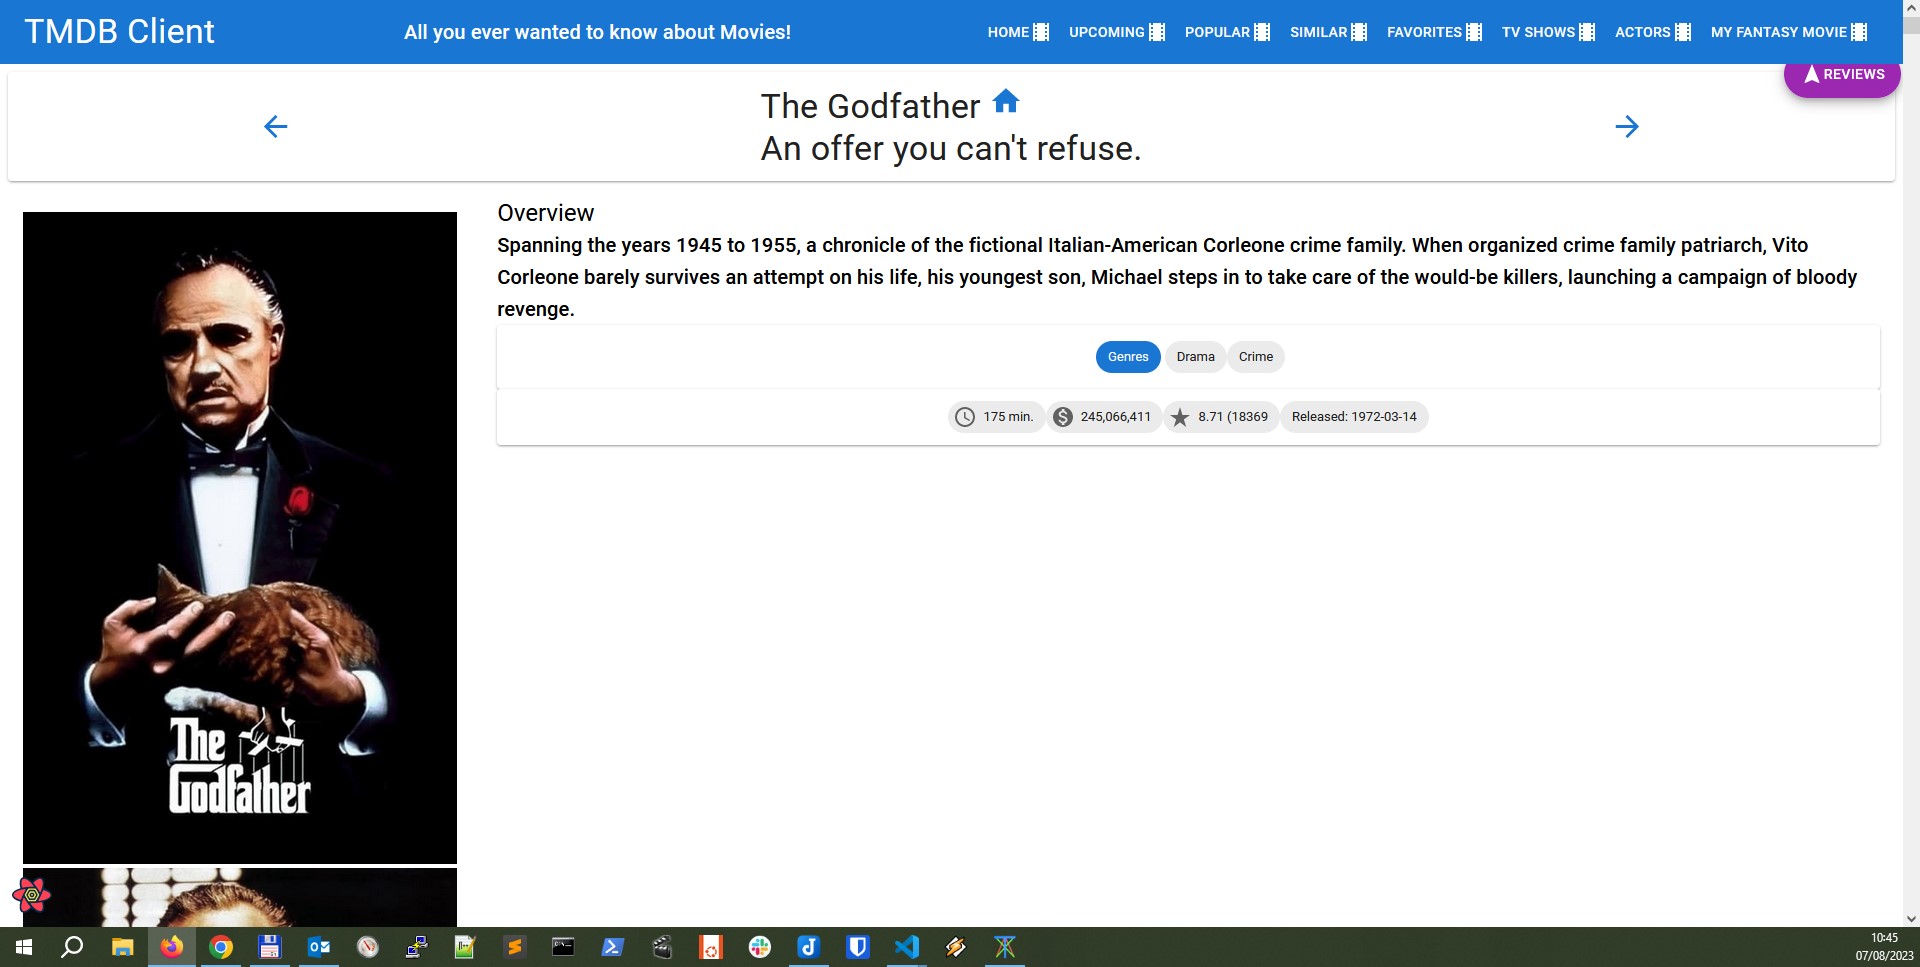 TMDB Client
All you ever wanted to know about Movies!
HOME UPCOMING POPULAR SIMILAR FAVORITES TV SHOWS ACTORS MY FANTASY MOVIE
REVIEWS
The Godfather
An offer you can't refuse.
Overview
Spanning the years 1945 to 1955, a chronicle of the fictional Italian-American Corleone crime family. When organized crime family patriarch, Vito
Corleone barely survives an attempt on his life, his youngest son, Michael steps in to take care of the would-be killers, launching a campaign of bloody
revenge.
Genres Drama Crime
175 min. 245,066,411 8.71 (18369 Released: 1972-03-14
The
Godfather
10:45
07/08/2023